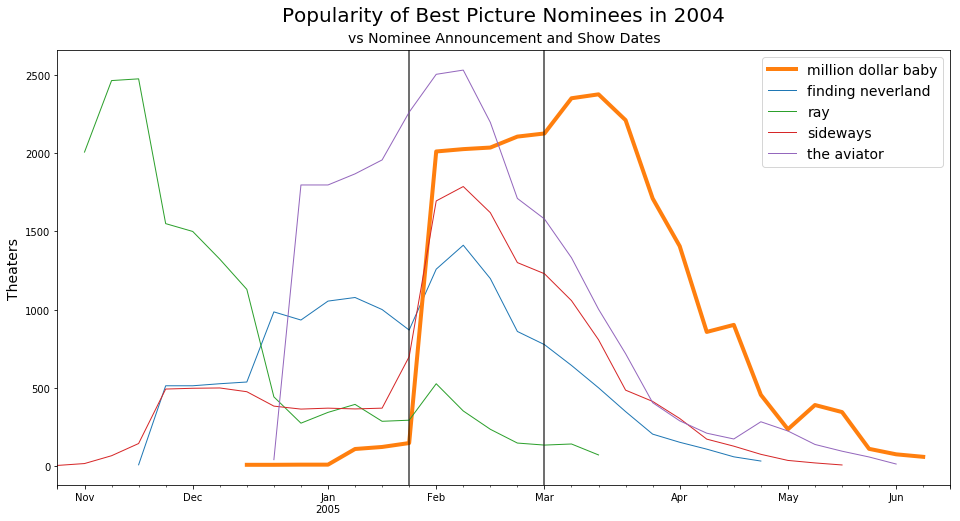 Popularity of Best Picture Nominees in 2004
vs Nominee Announcement and Show Dates
million dollar baby
finding neverland
ray
sideways
the aviator
Theaters
2500
2000
1500
1000
500
0
Nov
Dec
Jan
2005
Feb
Mar
Apr
May
Jun